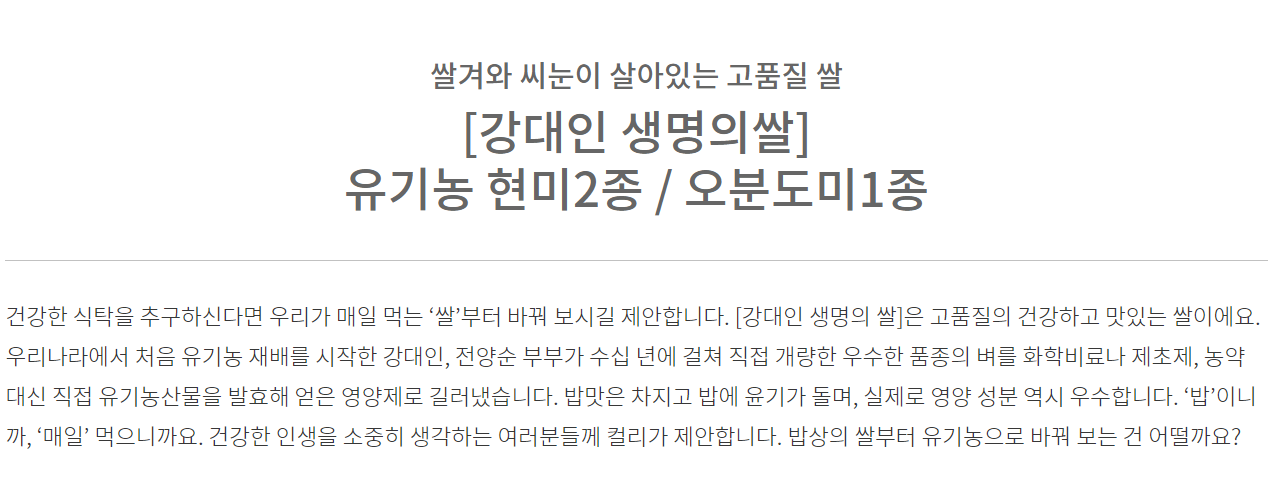 쌀겨와 씨눈이 살아있는 고품질 쌀
[강대인 생명의쌀]
유기농 현미2종 / 오분도미1종
건강한 식탁을 추구하신다면 우리가 매일 먹는 ‘쌀’부터 바꿔 보시길 제안합니다. [강대인 생명의 쌀]은 고품질의 건강하고 맛있는 쌀이에요.
우리나라에서 처음 유기농 재배를 시작한 강대인, 전양순 부부가 수십 년에 걸쳐 직접 개량한 우수한 품종의 벼를 화학비료나 제초제, 농약
대신 직접 유기농산물을 발효해 얻은 영양제로 길러냈습니다. 밥맛은 차지고 밥에 윤기가 돌며, 실제로 영양 성분 역시 우수합니다. ‘밥’이니
까, ‘매일’ 먹으니까요. 건강한 인생을 소중히 생각하는 여러분들께 컬리가 제안합니다. 밥상의 쌀부터 유기농으로 바꿔 보는 건 어떨까요?